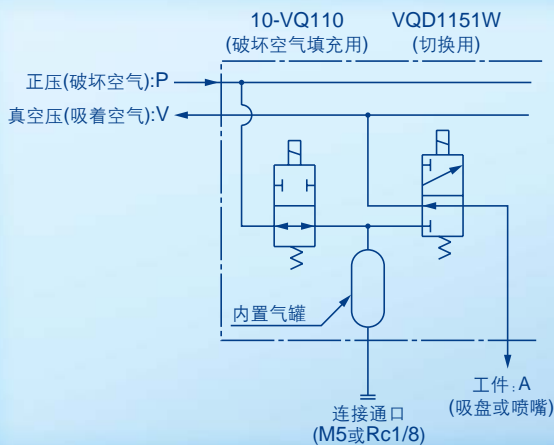 10-VQ110
(破坏空气填充用)
VQD1151W
(切换用)
正压(破坏空气):P
真空压(吸着空气):V
内置气罐
工件:A
(吸盘或喷嘴)
连接通口
(M5或Rc1/8)